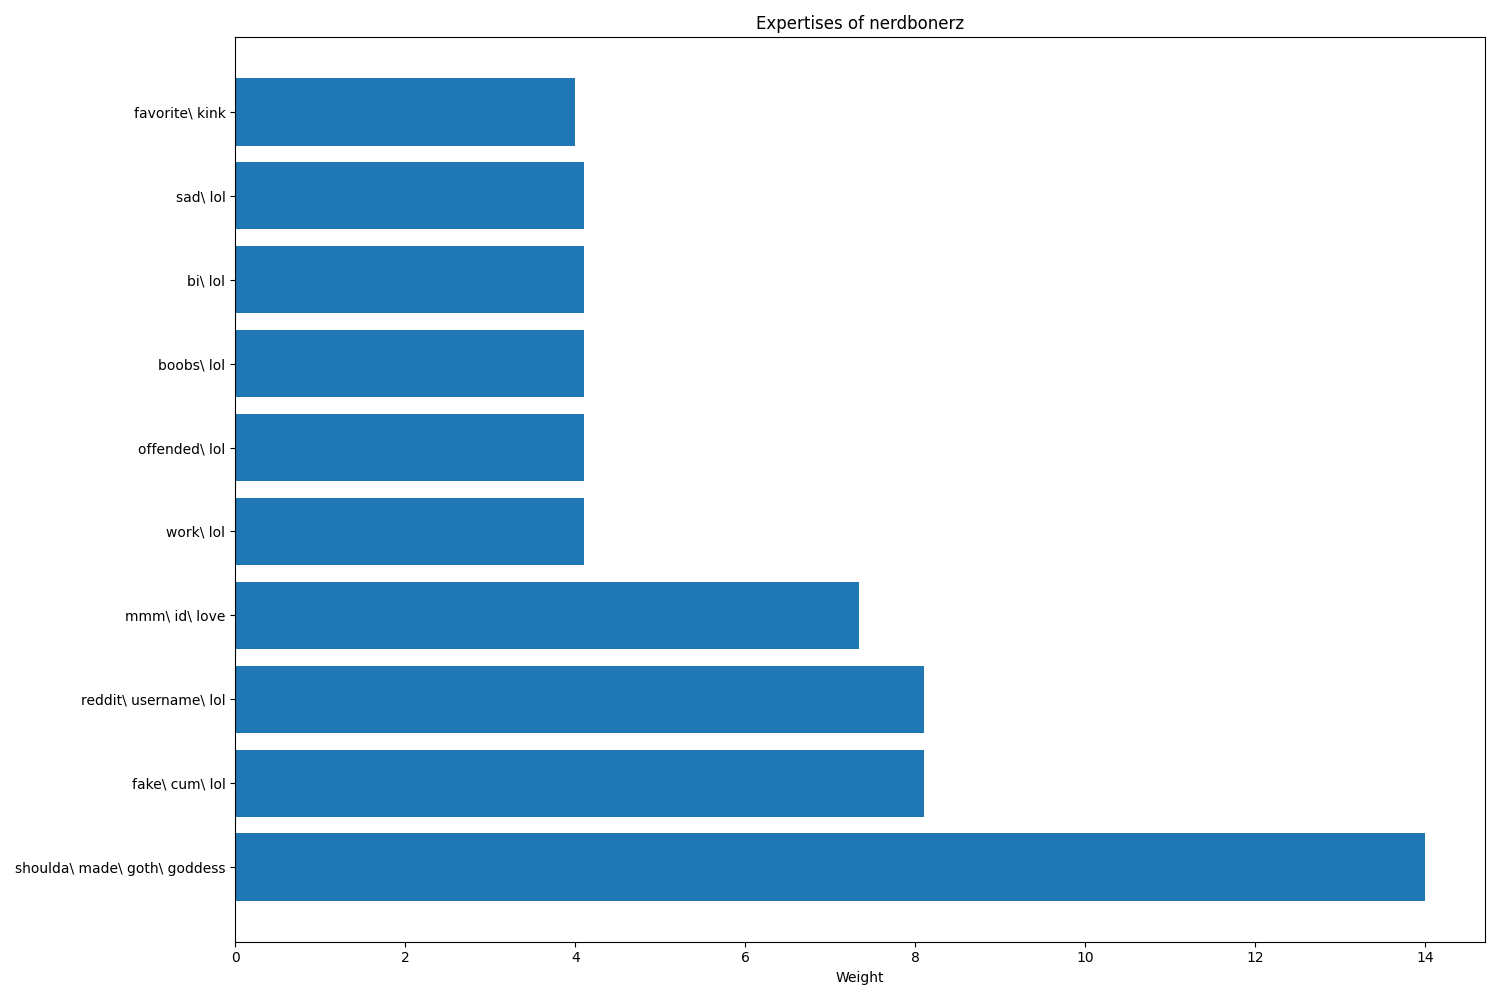 Expertises of nerdbonerz
favorite\ kink
sad\ lol
bi\ lol
boobs\ lol
offended\ lol
work\ lol
mmm\ id\ love
reddit\ username\ lol
fake\ cum\ lol
shoulda\ made\ goth\ goddess
0 2 4 6 8 10 12 14
Weight